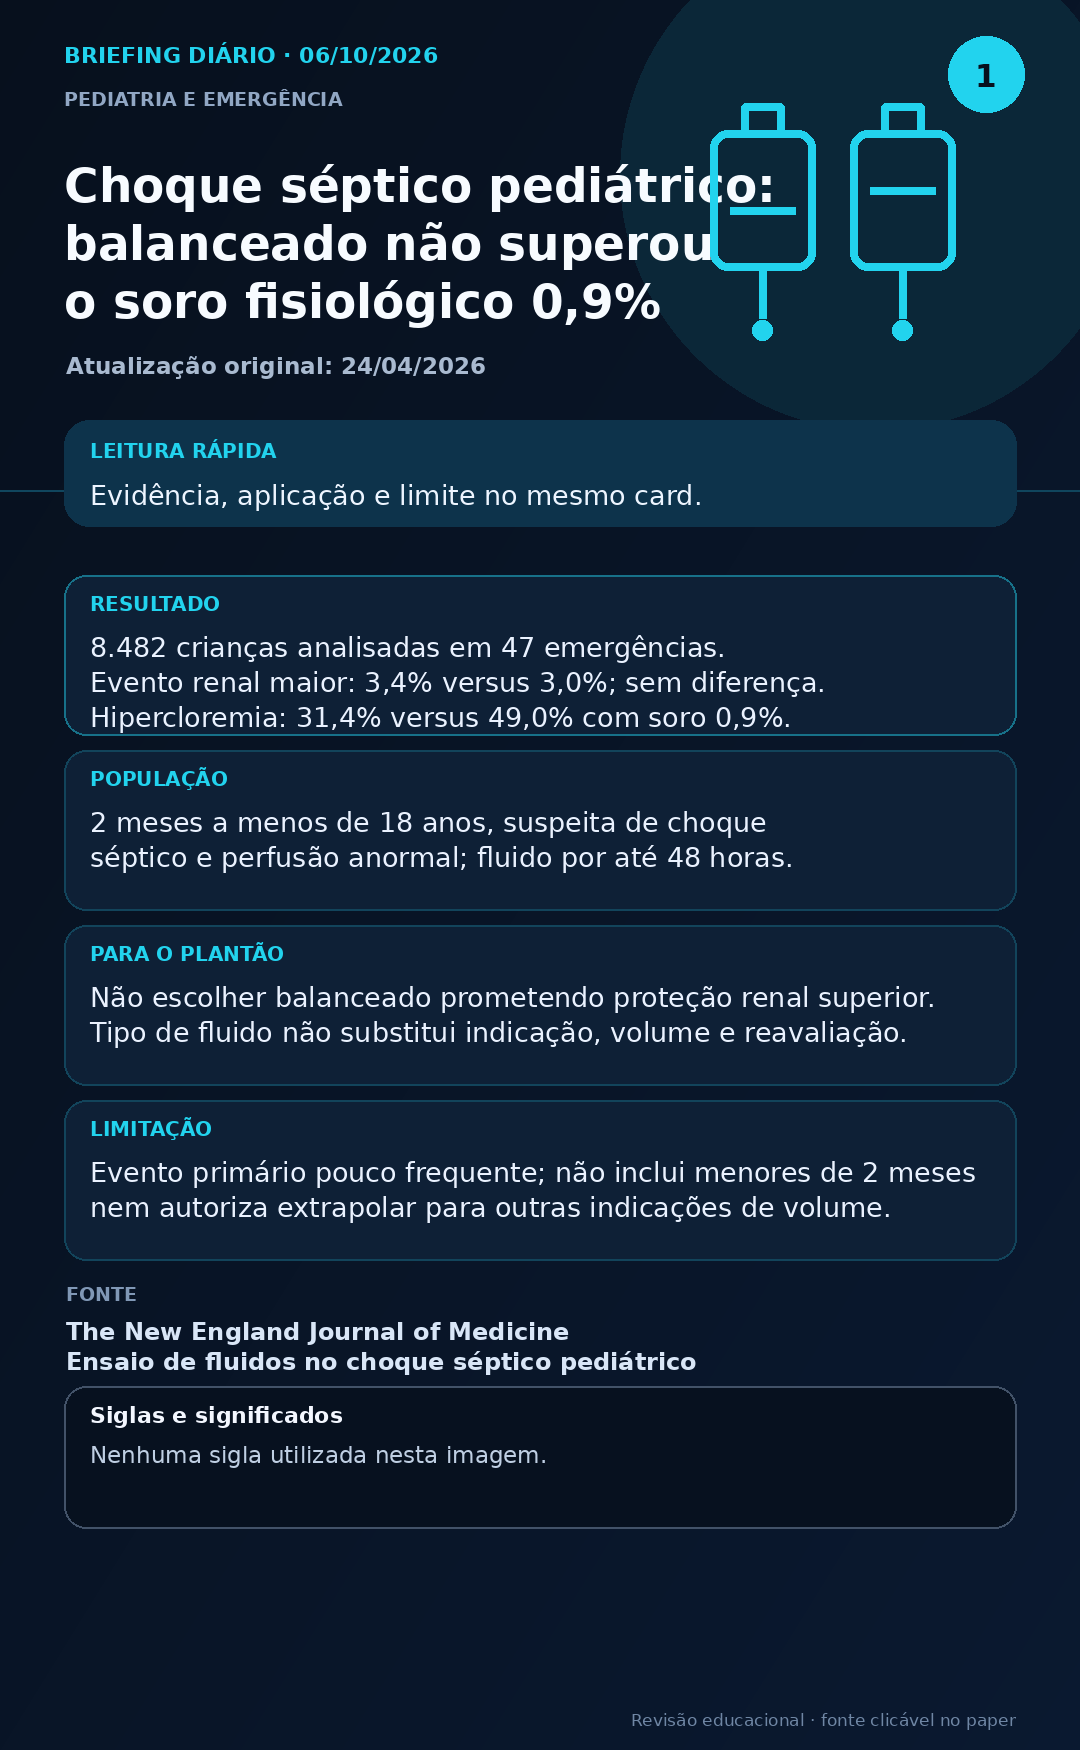 BRIEFING DIÁRIO · 06/10/2026
1
PEDIATRIA E EMERGÊNCIA
Choque séptico pediátrico:
balanceado não superou
o soro fisiológico 0,9%
Atualização original: 24/04/2026
LEITURA RÁPIDA
Evidência, aplicação e limite no mesmo card.
RESULTADO
8.482 crianças analisadas em 47 emergências.
Evento renal maior: 3,4% versus 3,0%; sem diferença.
Hipercloremia: 31,4% versus 49,0% com soro 0,9%.
POPULAÇÃO
2 meses a menos de 18 anos, suspeita de choque
séptico e perfusão anormal; fluido por até 48 horas.
PARA O PLANTÃO
Não escolher balanceado prometendo proteção renal superior.
Tipo de fluido não substitui indicação, volume e reavaliação.
LIMITAÇÃO
Evento primário pouco frequente; não inclui menores de 2 meses
nem autoriza extrapolar para outras indicações de volume.
FONTE
The New England Journal of Medicine
Ensaio de fluidos no choque séptico pediátrico
Siglas e significados
Nenhuma sigla utilizada nesta imagem.
Revisão educacional · fonte clicável no paper